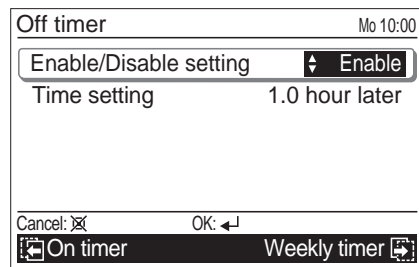 Off timer Mo 10:00
Enable/Disable setting Enable
Time setting 1.0 hour later
Cancel: OK:
On timer Weekly timer